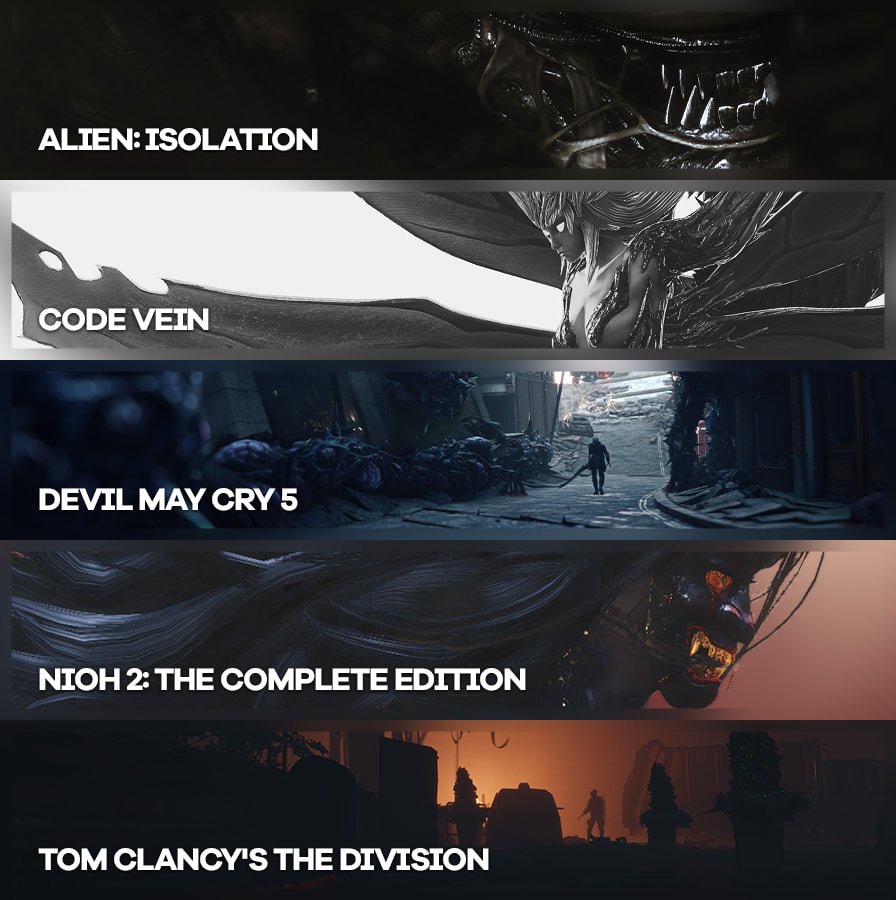 ALIEN: ISOLATION
CODE VEIN
DEVIL MAY CRY 5
NIOH 2: THE COMPLETE EDITION
TOM CLANCY'S THE DIVISION